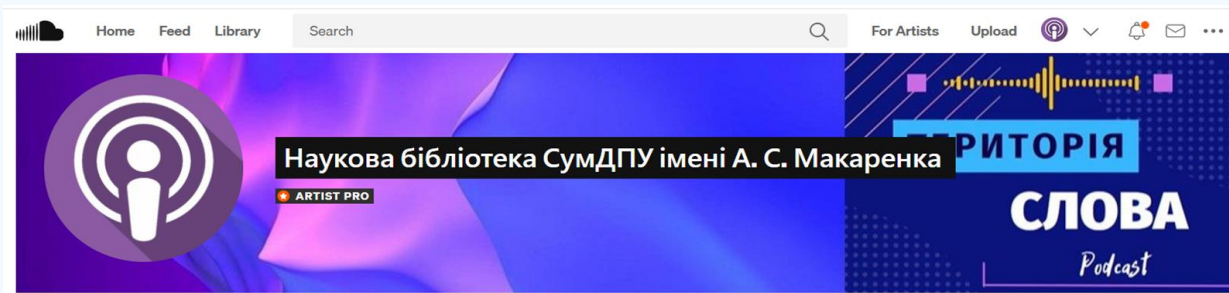 Home Feed Library Search For Artists Upload
Наукова бібліотека СумДПУ імені А. С. Макаренка
ARTIST PRO
РИТОРІЯ
СЛОВА
Podcast